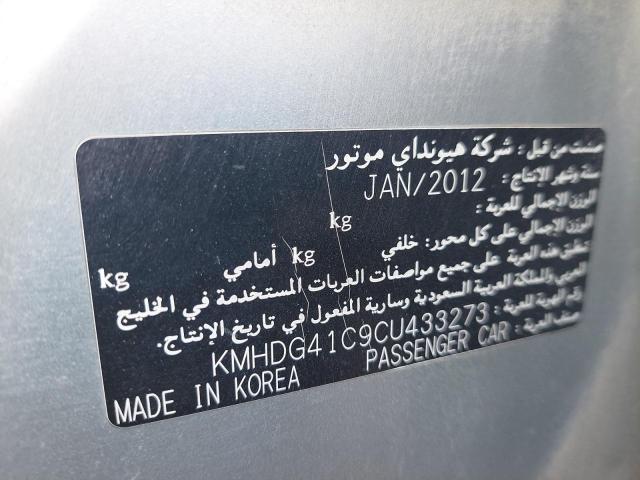 صنعت من قبل : شركة هيونداي موتور
سنة وشهر الإنتاج : JAN/2012
الوزن الإجمالي للعربة : kg
الوزن الإجمالي على كل محور: خلفي kg أمامي kg
تنطبق هذه العربة على جميع مواصفات العربات المستخدمة في الخليج
العربي والمملكة العربية السعودية وسارية المفعول في تاريخ الإنتاج.
رقم الهوية للعربة : KMHDG41C9CU433273
صنف العربة : PASSENGER CAR
MADE IN KOREA